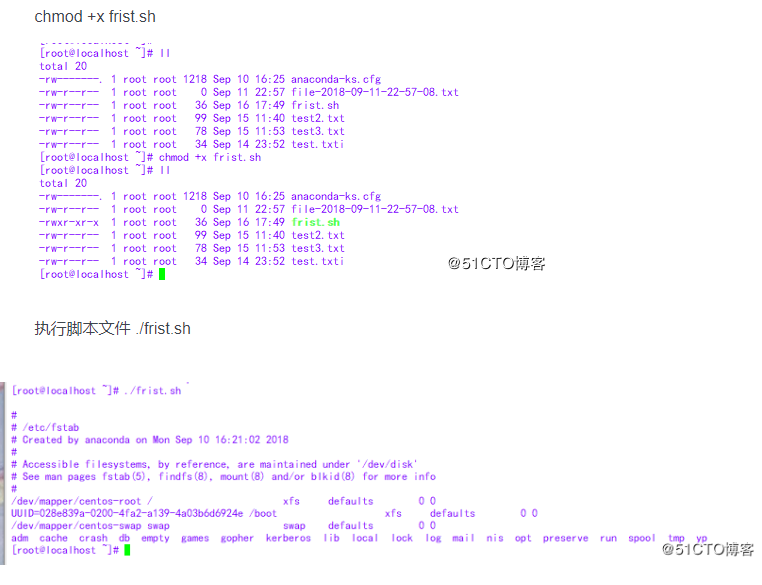 chmod +x frist.sh
[root@localhost ~]# ll
total 20
-rw-------. 1 root root 1218 Sep 10 16:25 anaconda-ks.cfg
-rw-r--r-- 1 root root 0 Sep 11 22:57 file-2018-09-11-22-57-08.txt
-rw-r--r-- 1 root root 36 Sep 16 17:49 frist.sh
-rw-r--r-- 1 root root 99 Sep 15 11:40 test2.txt
-rw-r--r-- 1 root root 78 Sep 15 11:53 test3.txt
-rw-r--r-- 1 root root 34 Sep 14 23:52 test.txti
[root@localhost ~]# chmod +x frist.sh
[root@localhost ~]# ll
total 20
-rw-------. 1 root root 1218 Sep 10 16:25 anaconda-ks.cfg
-rw-r--r-- 1 root root 0 Sep 11 22:57 file-2018-09-11-22-57-08.txt
-rwxr-xr-x 1 root root 36 Sep 16 17:49 frist.sh
-rw-r--r-- 1 root root 99 Sep 15 11:40 test2.txt
-rw-r--r-- 1 root root 78 Sep 15 11:53 test3.txt
-rw-r--r-- 1 root root 34 Sep 14 23:52 test.txti
[root@localhost ~]#
@51CTO博客
执行脚本文件 ./frist.sh
[root@localhost ~]# ./frist.sh
#
# /etc/fstab
# Created by anaconda on Mon Sep 10 16:21:02 2018
#
# Accessible filesystems, by reference, are maintained under '/dev/disk'
# See man pages fstab(5), findfs(8), mount(8) and/or blkid(8) for more info
#
/dev/mapper/centos-root / xfs defaults 0 0
UUID=028e839a-0200-4fa2-a139-4a03b6d6924e /boot xfs defaults 0 0
/dev/mapper/centos-swap swap swap defaults 0 0
adm cache crash db empty games gopher kerberos lib local lock log mail nis opt preserve run spool tmp yp
[root@localhost ~]#
@51CTO博客